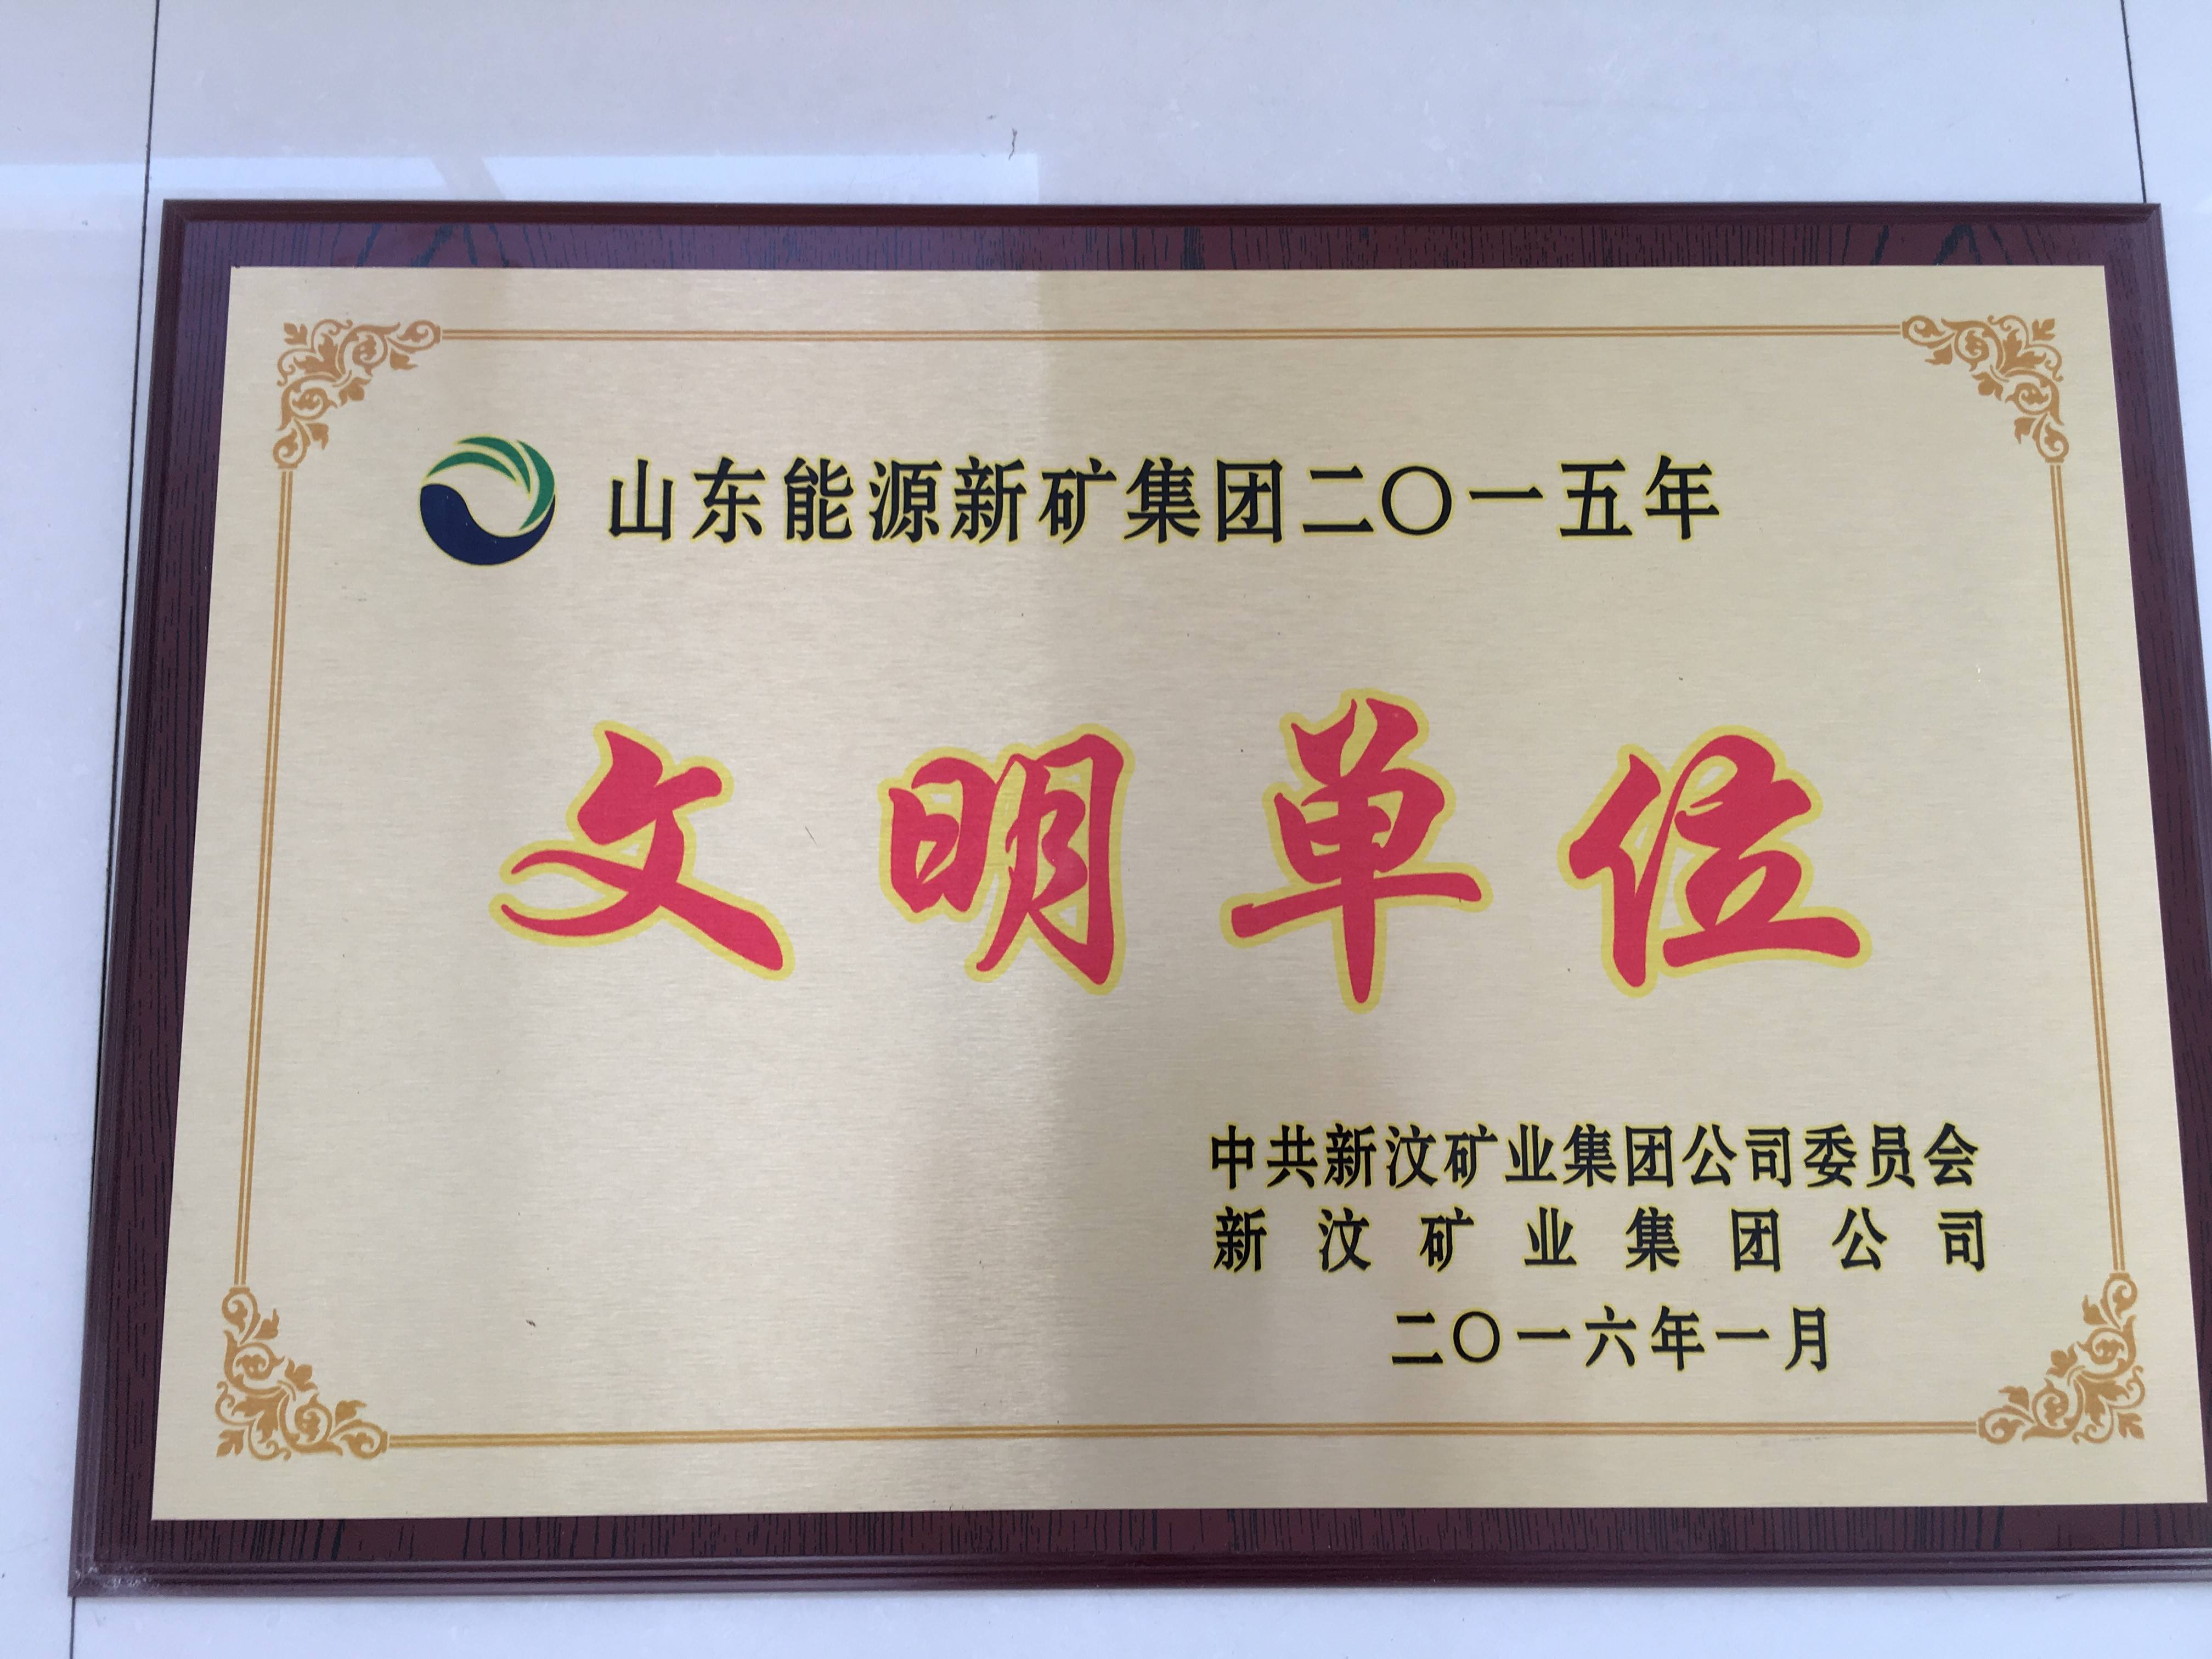 山东能源新矿集团二〇一五年
文明单位
中共新汶矿业集团公司委员会
新汶矿业集团公司
二〇一六年一月